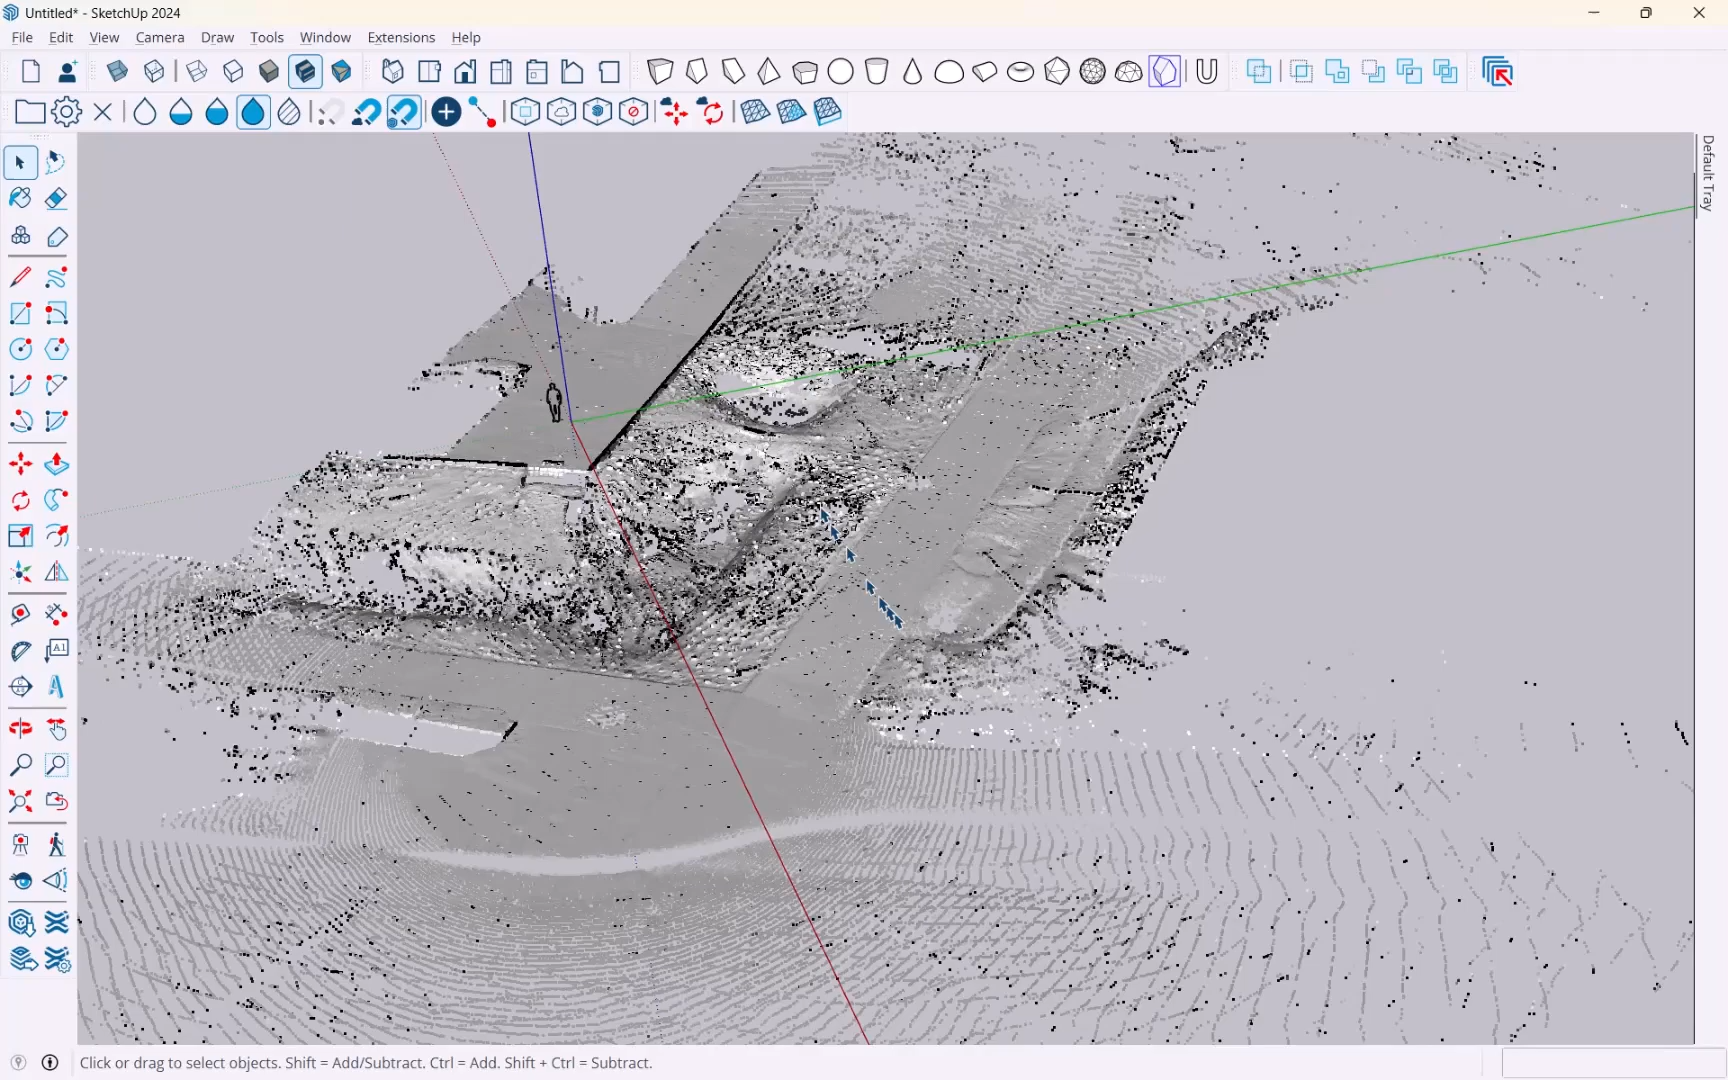 Untitled* - SketchUp 2024
File Edit View Camera Draw Tools Window Extensions Help
Default Tray
A1
A
Click or drag to select objects. Shift = Add/Subtract. Ctrl = Add. Shift + Ctrl = Subtract.